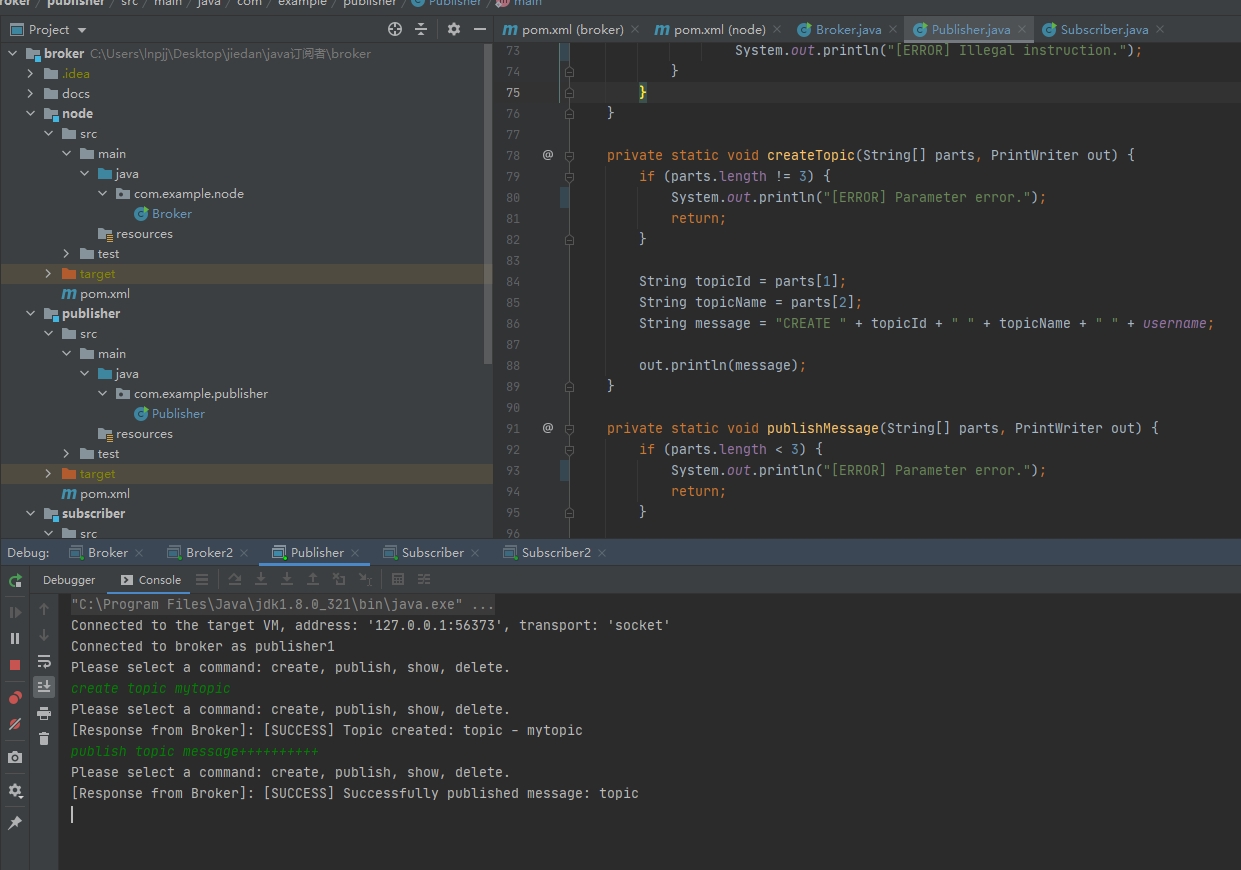 broker / publisher / src / main / java / com / example / publisher / Publisher / main
Project
pom.xml (broker)
pom.xml (node)
Broker.java
Publisher.java
Subscriber.java
broker C:\Users\lnpjj\Desktop\jiedan\java订阅者\broker
.idea
docs
node
src
main
java
com.example.node
Broker
resources
test
target
pom.xml
publisher
src
main
java
com.example.publisher
Publisher
resources
test
target
pom.xml
subscriber
src
73 System.out.println("[ERROR] Illegal instruction.");
74 }
75 }
76 }
77
78 @ private static void createTopic(String[] parts, PrintWriter out) {
79 if (parts.length != 3) {
80 System.out.println("[ERROR] Parameter error.");
81 return;
82 }
83
84 String topicId = parts[1];
85 String topicName = parts[2];
86 String message = "CREATE " + topicId + " " + topicName + " " + username;
87
88 out.println(message);
89 }
90
91 @ private static void publishMessage(String[] parts, PrintWriter out) {
92 if (parts.length < 3) {
93 System.out.println("[ERROR] Parameter error.");
94 return;
95 }
96
Debug: Broker Broker2 Publisher Subscriber Subscriber2
Debugger Console
"C:\Program Files\Java\jdk1.8.0_321\bin\java.exe" ...
Connected to the target VM, address: '127.0.0.1:56373', transport: 'socket'
Connected to broker as publisher1
Please select a command: create, publish, show, delete.
create topic mytopic
Please select a command: create, publish, show, delete.
[Response from Broker]: [SUCCESS] Topic created: topic - mytopic
publish topic message++++++++++
Please select a command: create, publish, show, delete.
[Response from Broker]: [SUCCESS] Successfully published message: topic